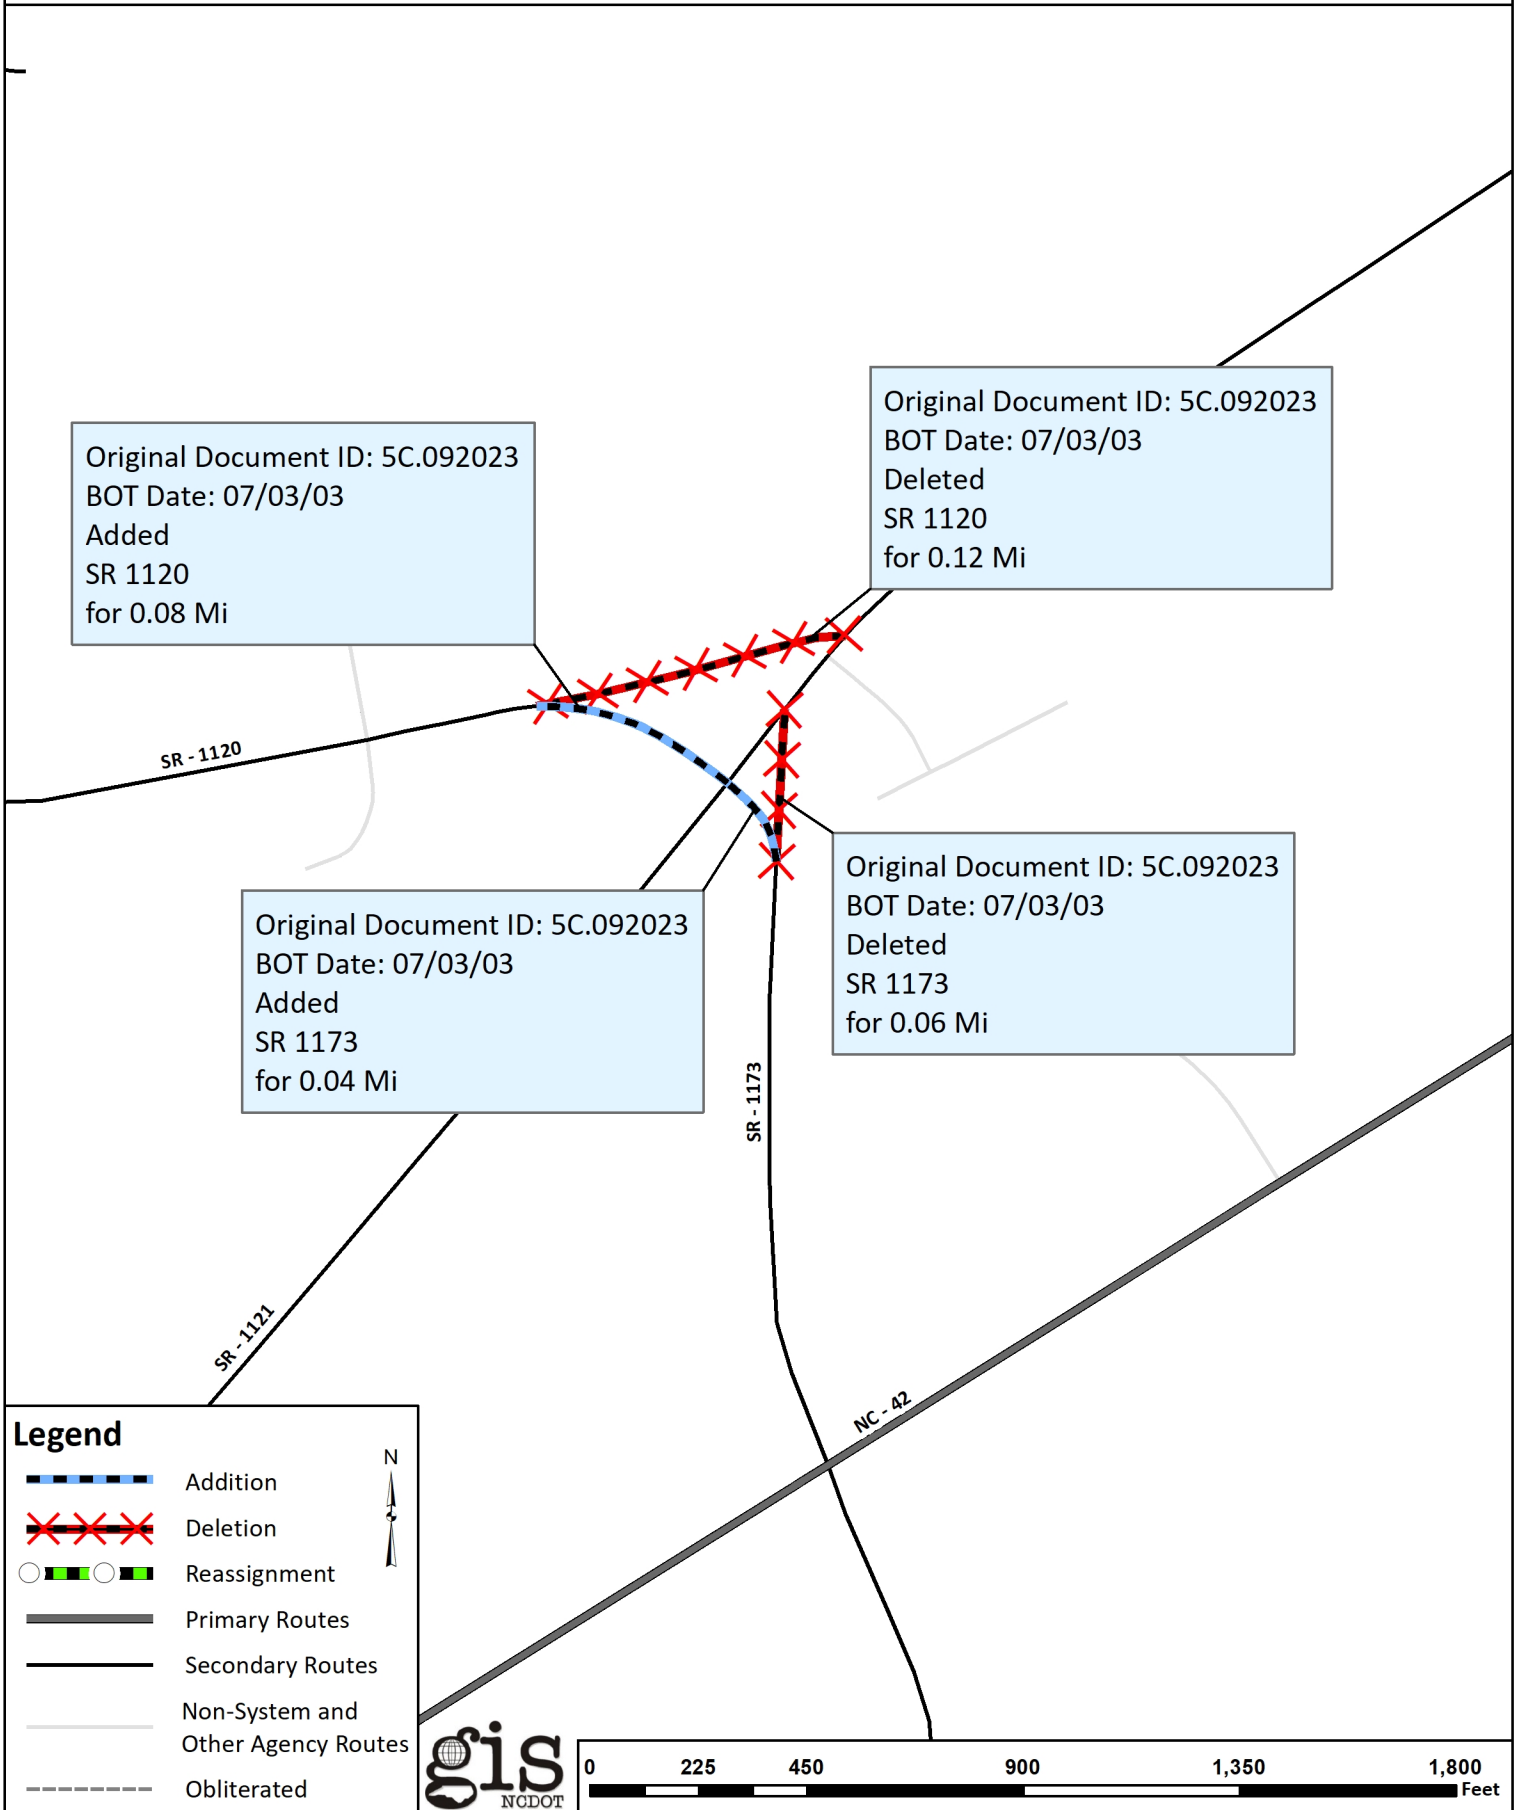 Original Document ID: 5C.092023
BOT Date: 07/03/03
Deleted
SR 1120
for 0.12 Mi
Original Document ID: 5C.092023
BOT Date: 07/03/03
Added
SR 1120
for 0.08 Mi
SR - 1120
Original Document ID: 5C.092023
BOT Date: 07/03/03
Deleted
SR 1173
for 0.06 Mi
Original Document ID: 5C.092023
BOT Date: 07/03/03
Added
SR 1173
for 0.04 Mi
SR - 1173
SR - 1121
NC - 42
Legend
N
Addition
Deletion
Reassignment
Primary Routes
Secondary Routes
Non-System and
Other Agency Routes
Obliterated
gis
NCDOT
0 225 450 900 1,350 1,800
Feet